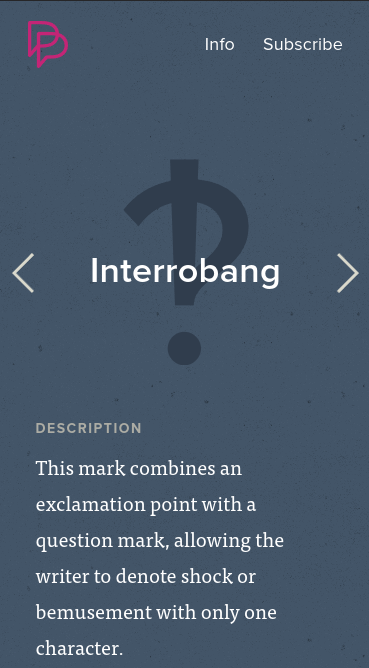 Info Subscribe
Interrobang
DESCRIPTION
This mark combines an
exclamation point with a
question mark, allowing the
writer to denote shock or
bemusement with only one
character.